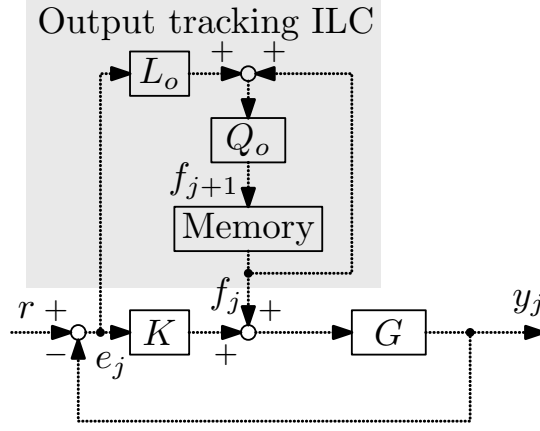 Output tracking ILC
+ +
L_o
Q_o
f_{j+1}
Memory
f_j
r + + y_j
K G
− e_j +